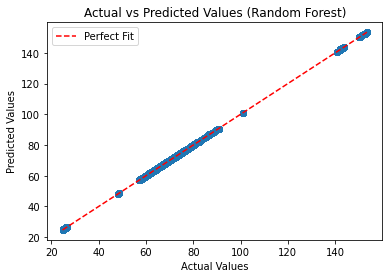 Actual vs Predicted Values (Random Forest)
Perfect Fit
Predicted Values
140
120
100
80
60
40
20
20 40 60 80 100 120 140
Actual Values